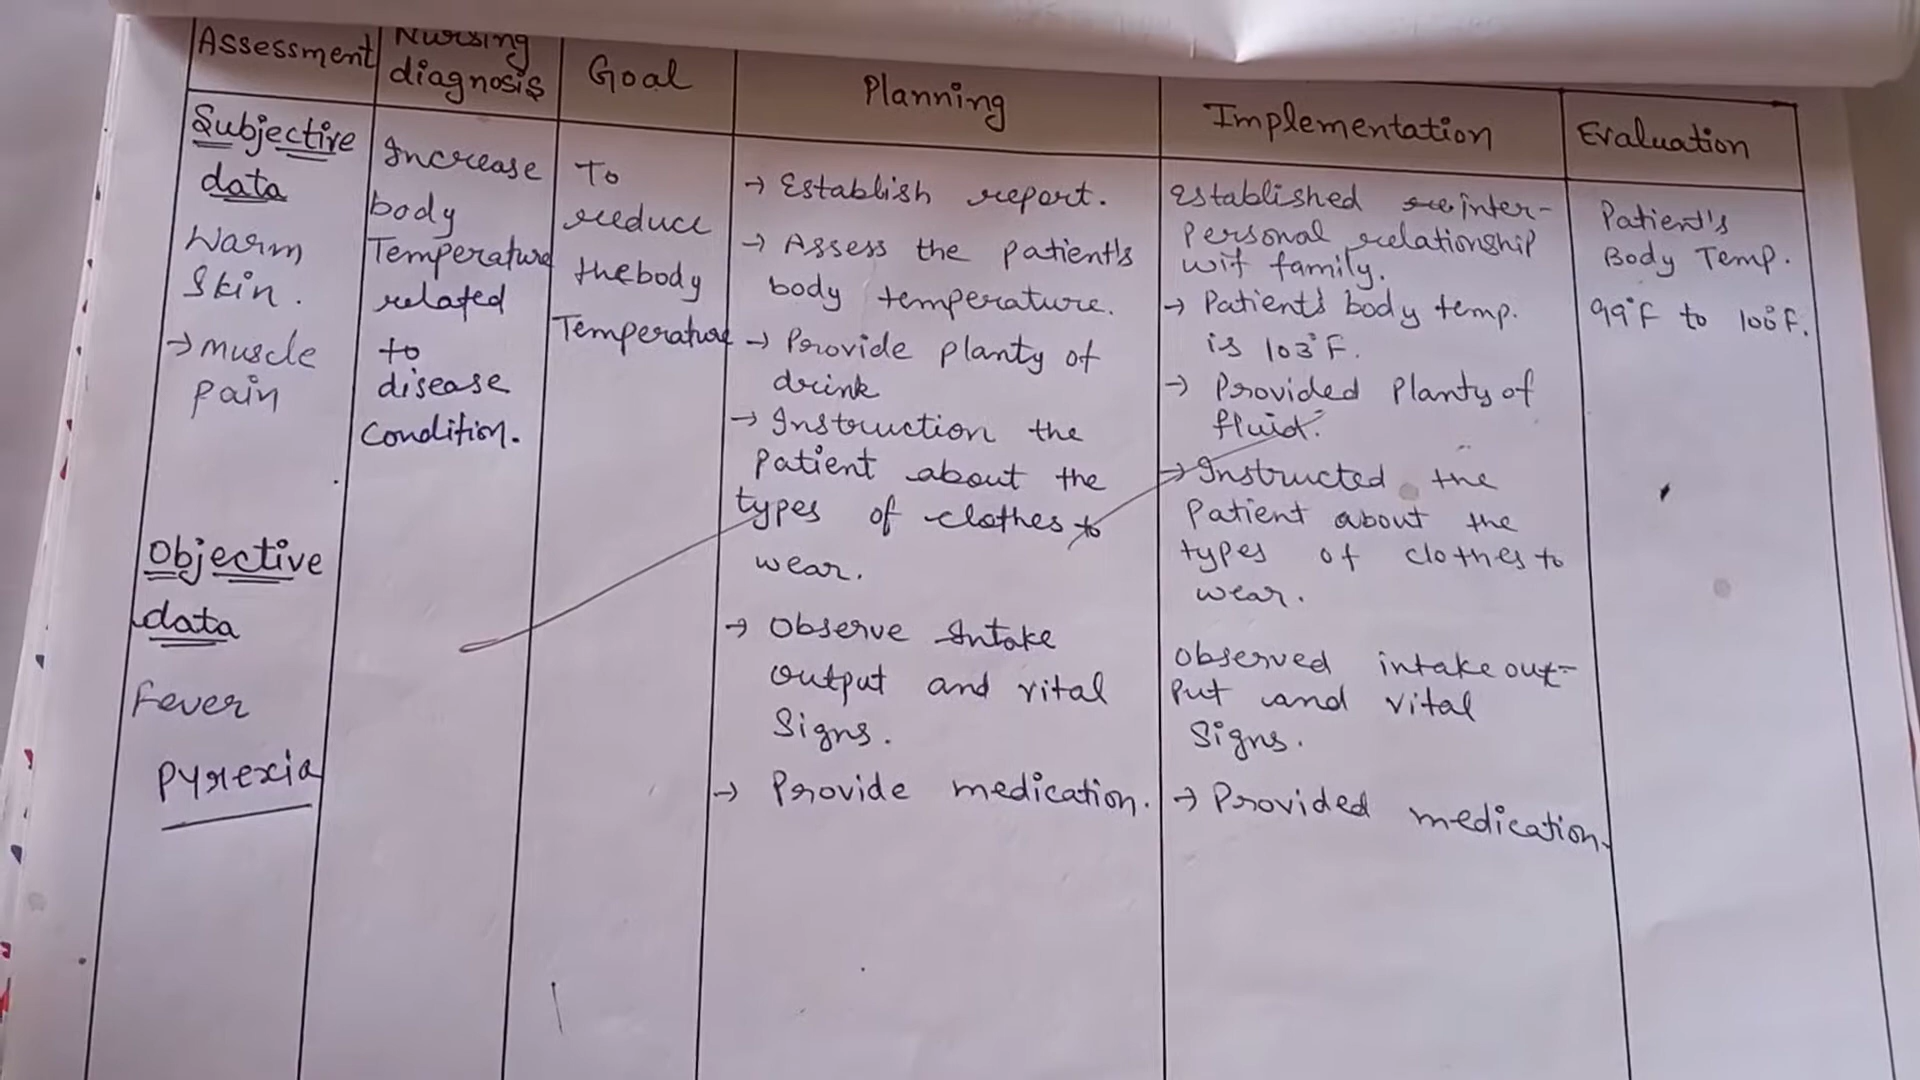 Assessment
Nursing
diagnosis
Goal
Planning
Implementation
Evaluation
Subjective
data
Warm
Skin.
→ muscle
pain
Objective
data
Fever
Pyrexia
Increase
body
Temperature
related
to
disease
condition.
To
reduce
the body
Temperature
→ Establish report.
→ Assess the patient's
body temperature.
→ Provide planty of
drink
→ Instruction the
patient about the
types of clothes to
wear.
→ Observe Intake
output and vital
Signs.
→ Provide medication.
Established inter-
personal relationship
wit family.
→ Patient's body temp.
is 103°F.
→ Provided planty of
fluid.
→ Instructed the
patient about the
types of clothes to
wear.
Observed intake out-
put and vital
Signs.
→ Provided medication.
Patient's
Body Temp.
99°F to 100°F.